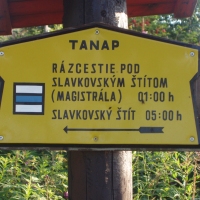 TANAP
RÁZCESTIE POD
SLAVKOVSKÝM ŠTÍTOM
(MAGISTRÁLA) 01:00 h
SLAVKOVSKÝ ŠTÍT 05:00 h